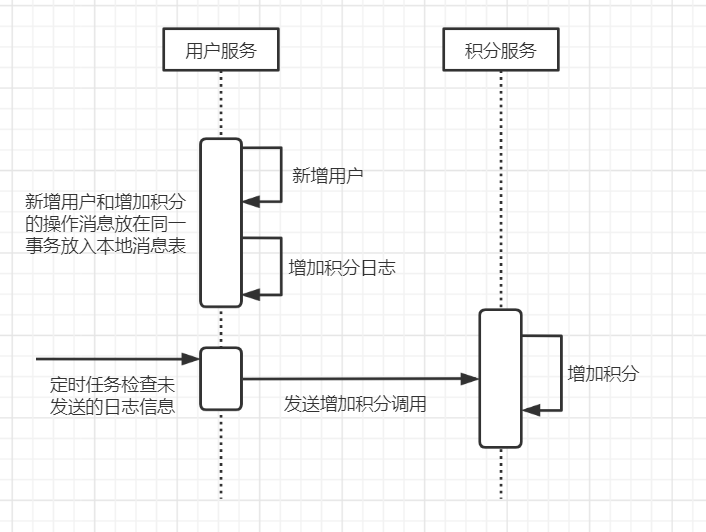 用户服务
积分服务
新增用户
新增用户和增加积分
的操作消息放在同一
事务放入本地消息表
增加积分日志
定时任务检查未
发送的日志信息
发送增加积分调用
增加积分